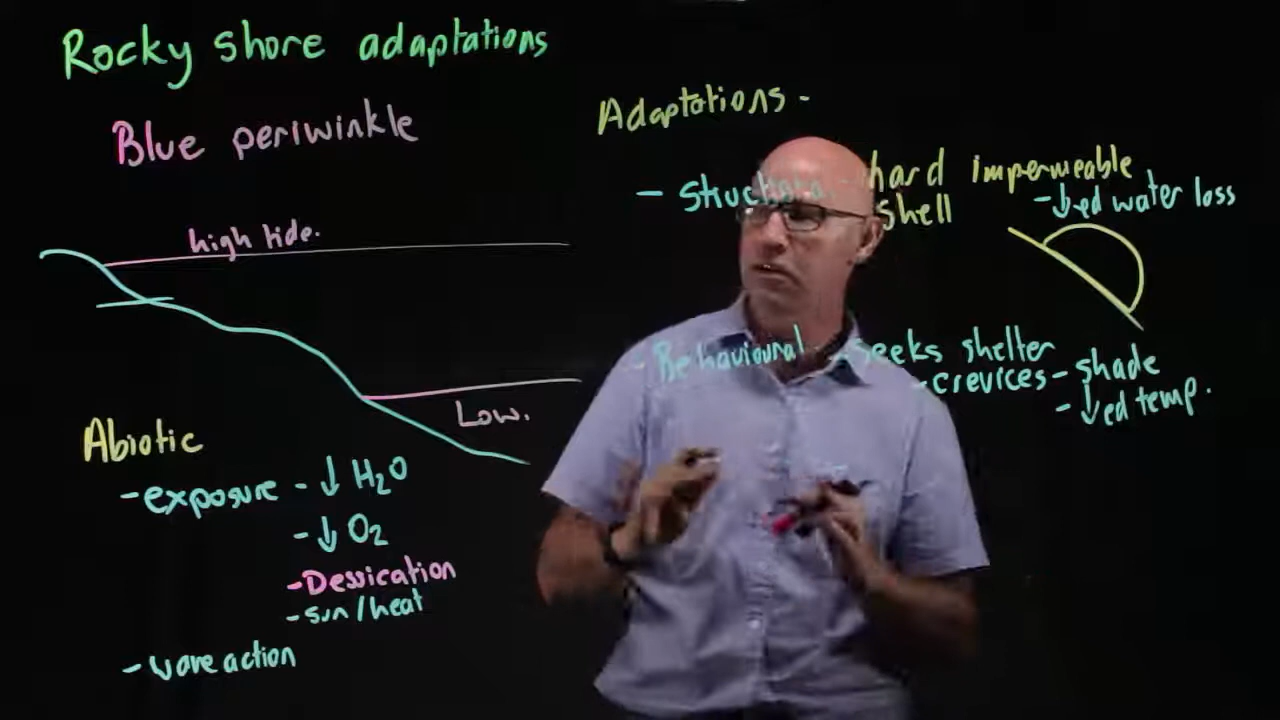 Rocky shore adaptations
Blue periwinkle
high tide.
Low.
Abiotic
- exposure - ↓ H2O
- ↓ O2
- Dessication
- sun/heat
- wave action
Adaptations -
- hard impermeable
shell
- ↓ed water loss
- Behavioural - seeks shelter
- crevices - shade
- ↓ed temp.